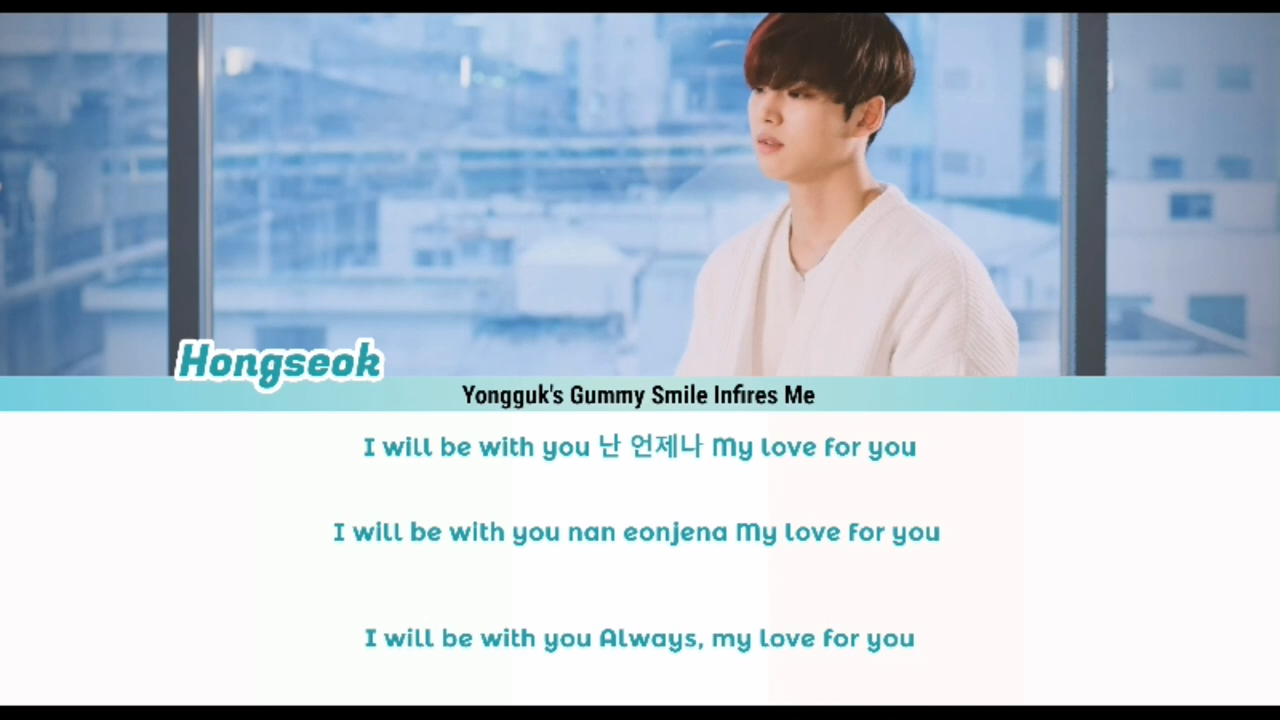 Hongseok
Yongguk's Gummy Smile Infires Me
I will be with you 난 언제나 My love for you
I will be with you nan eonjena My love for you
I will be with you Always, my love for you